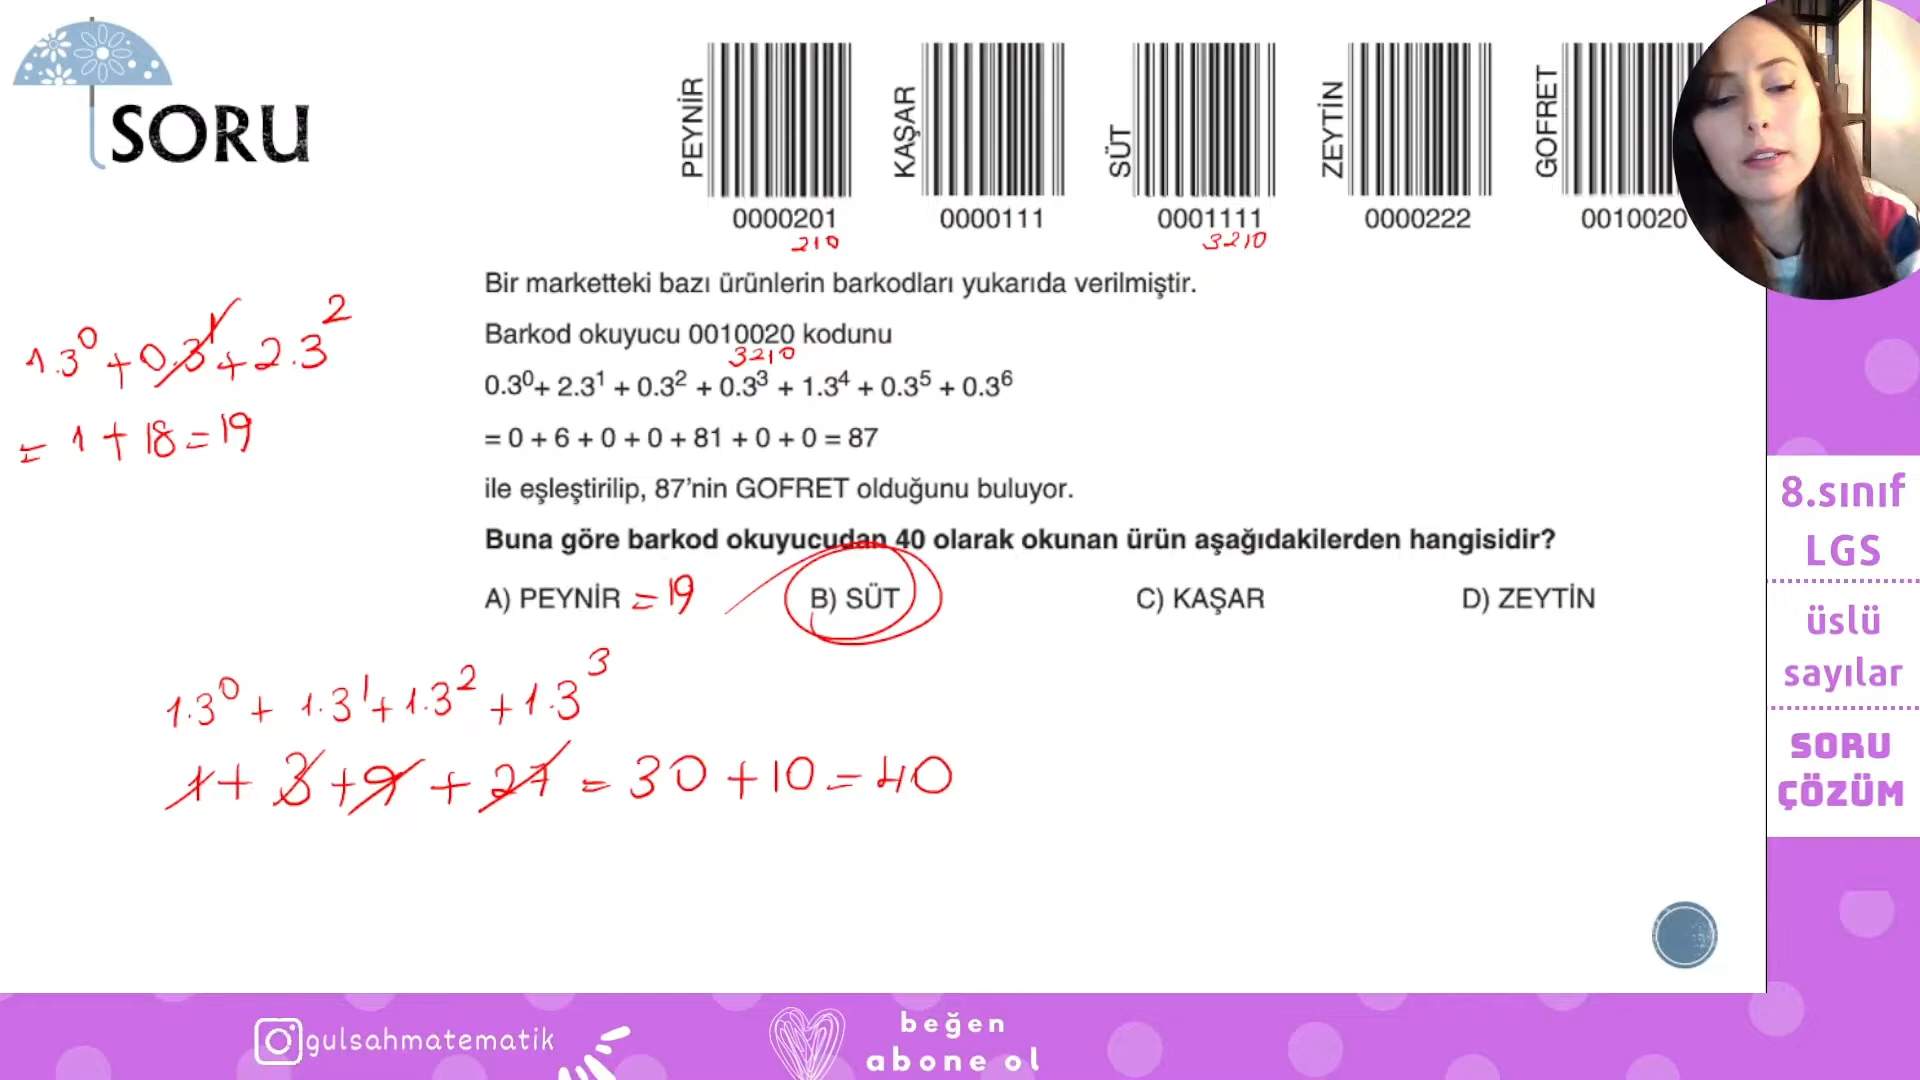 SORU
PEYNİR
KAŞAR
SÜT
ZEYTİN
GOFRET
0000201
0000111
0001111
0000222
0010020
210
3210
Bir marketteki bazı ürünlerin barkodları yukarıda verilmiştir.
Barkod okuyucu 0010020 kodunu
3210
0.3⁰+ 2.3¹ + 0.3² + 0.3³ + 1.3⁴ + 0.3⁵ + 0.3⁶
= 0 + 6 + 0 + 0 + 81 + 0 + 0 = 87
ile eşleştirilip, 87’nin GOFRET olduğunu buluyor.
Buna göre barkod okuyucudan 40 olarak okunan ürün aşağıdakilerden hangisidir?
A) PEYNİR = 19 B) SÜT C) KAŞAR D) ZEYTİN
1.3⁰ + 0.3¹ + 2.3²
= 1 + 18 = 19
1.3⁰ + 1.3¹ + 1.3² + 1.3³
1 + 3 + 9 + 27 = 30 + 10 = 40
8.sınıf
LGS
üslü
sayılar
SORU
ÇÖZÜM
gulsahmatematik
beğen
abone ol